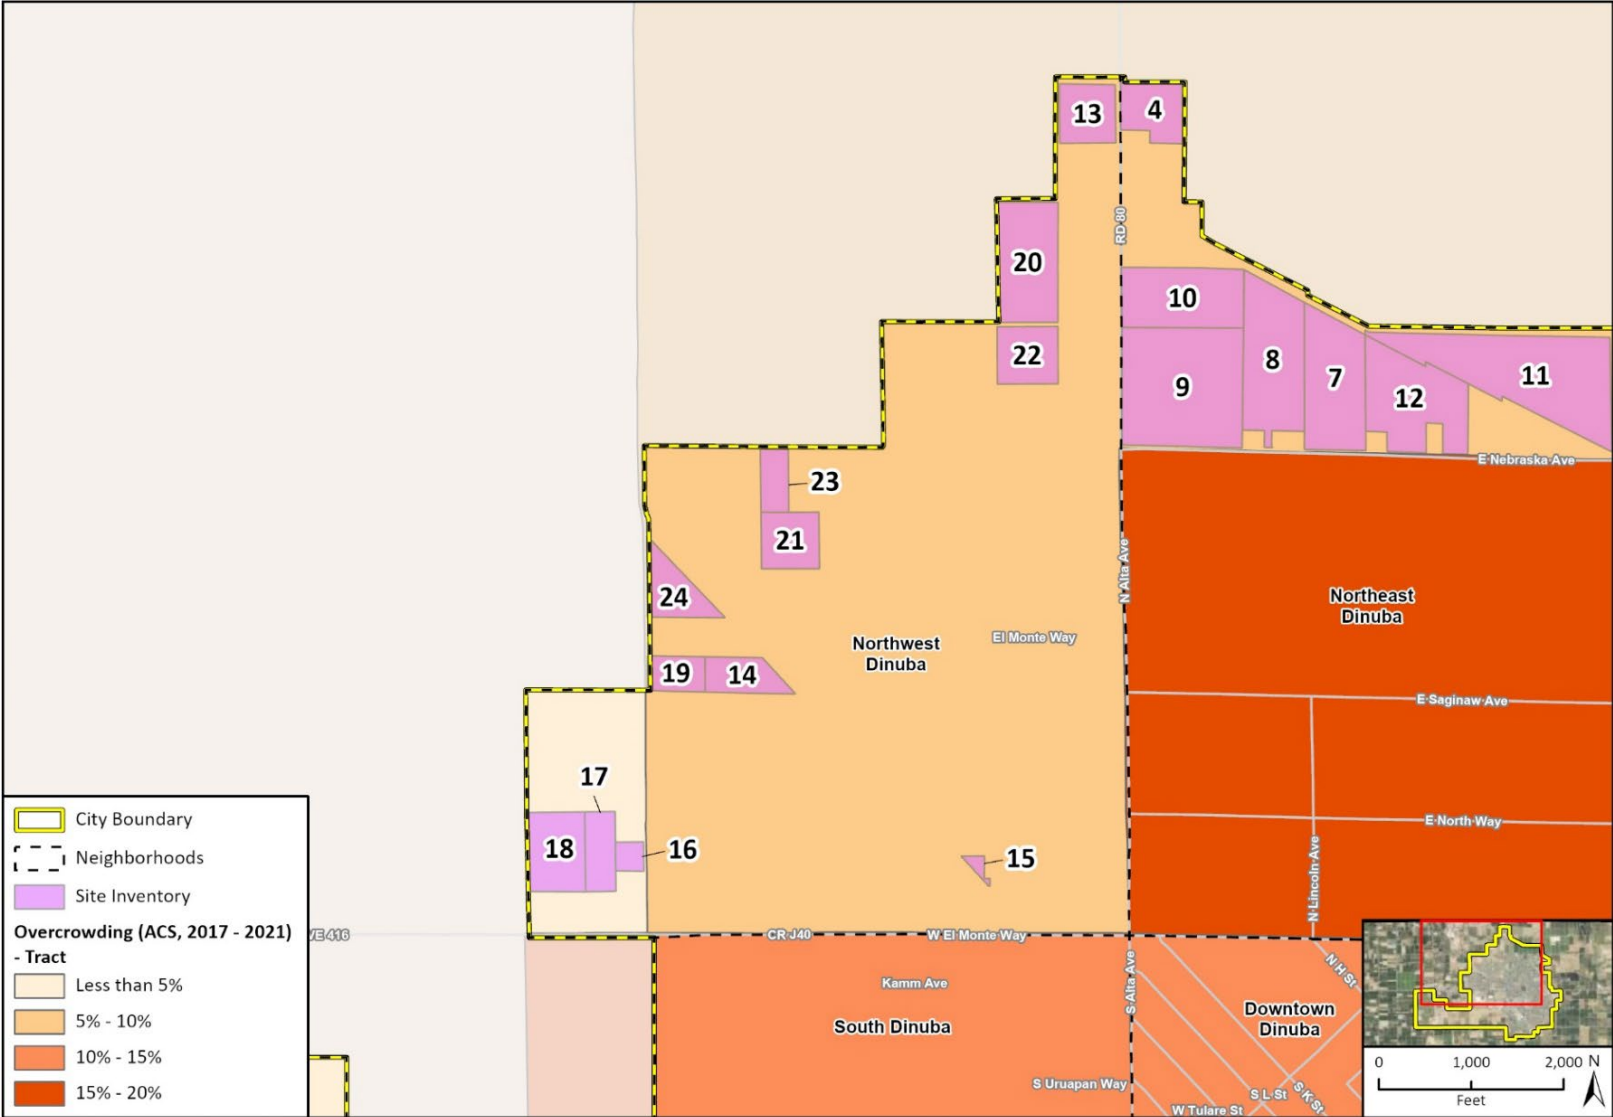 13
4
RD 80
20
10
22
8
7
9
12
11
E Nebraska Ave
23
21
N Alta Ave
24
Northeast
Dinuba
El Monte Way
Northwest
Dinuba
19
14
E Saginaw Ave
17
18
16
15
E North Way
N Lincoln Ave
VE 416
CR J40
W El Monte Way
Kamm Ave
S Alta Ave
N H St
South Dinuba
Downtown
Dinuba
S Uruapan Way
S L St
S K St
W Tulare St
City Boundary
Neighborhoods
Site Inventory
Overcrowding (ACS, 2017 - 2021)
- Tract
Less than 5%
5% - 10%
10% - 15%
15% - 20%
0 1,000 2,000 N
Feet